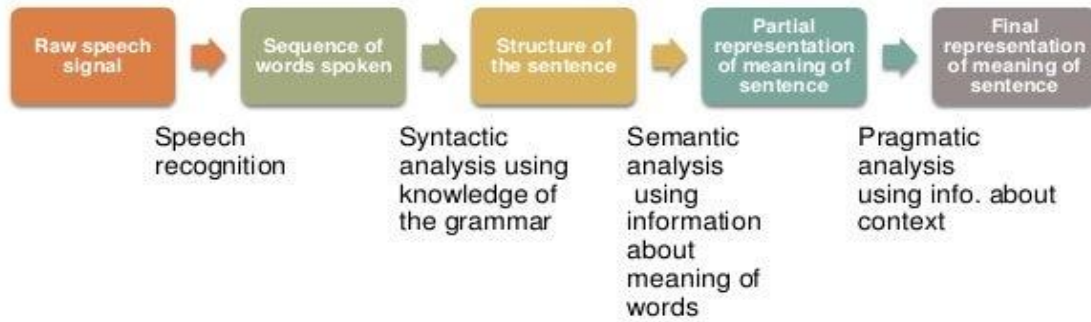 Raw speech
signal
Sequence of
words spoken
Structure of
the sentence
Partial
representation
of meaning of
sentence
Final
representation
of meaning of
sentence
Speech
recognition
Syntactic
analysis using
knowledge of
the grammar
Semantic
analysis
using
information
about
meaning of
words
Pragmatic
analysis
using info. about
context